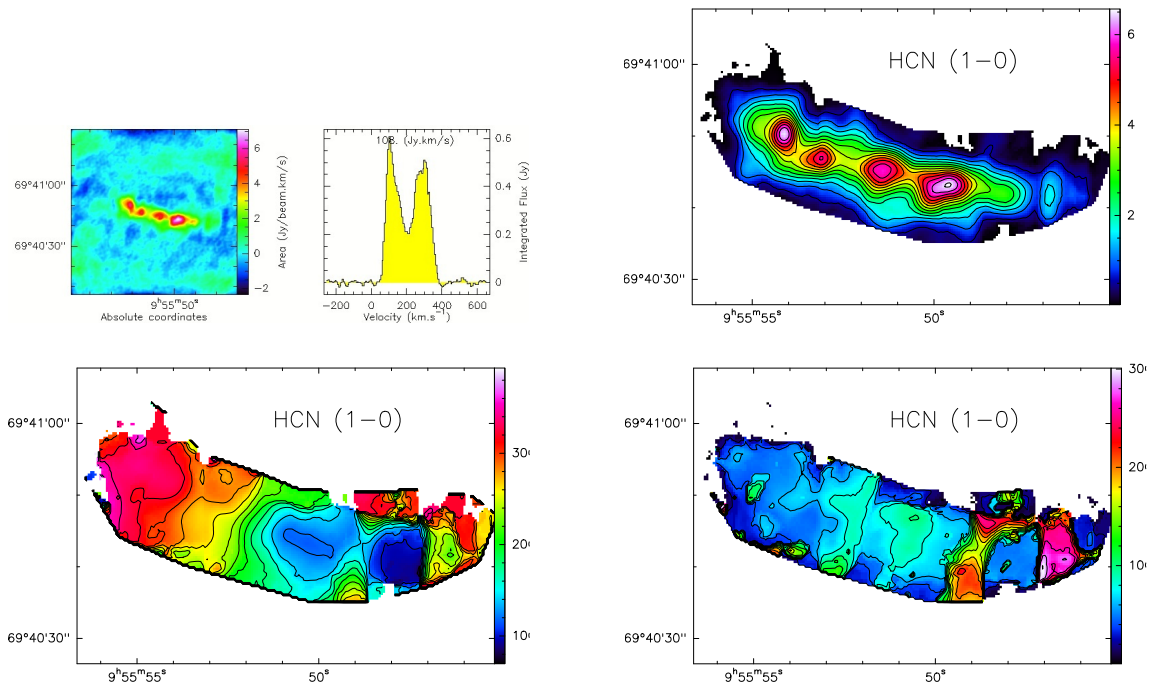 HCN (1−0)
6
4
2
69°41'00''
69°40'30''
9ʰ55ᵐ55ˢ
50ˢ
108. (Jy.km/s)
6
4
2
0
−2
Area (Jy/beam.km/s)
69°41'00''
69°40'30''
9ʰ55ᵐ50ˢ
Absolute coordinates
0.6
0.4
0.2
0
Integrated Flux (Jy)
−200
0
200
400
600
Velocity (km.s⁻¹)
HCN (1−0)
69°41'00''
69°40'30''
9ʰ55ᵐ55ˢ
50ˢ
HCN (1−0)
69°41'00''
69°40'30''
9ʰ55ᵐ55ˢ
50ˢ